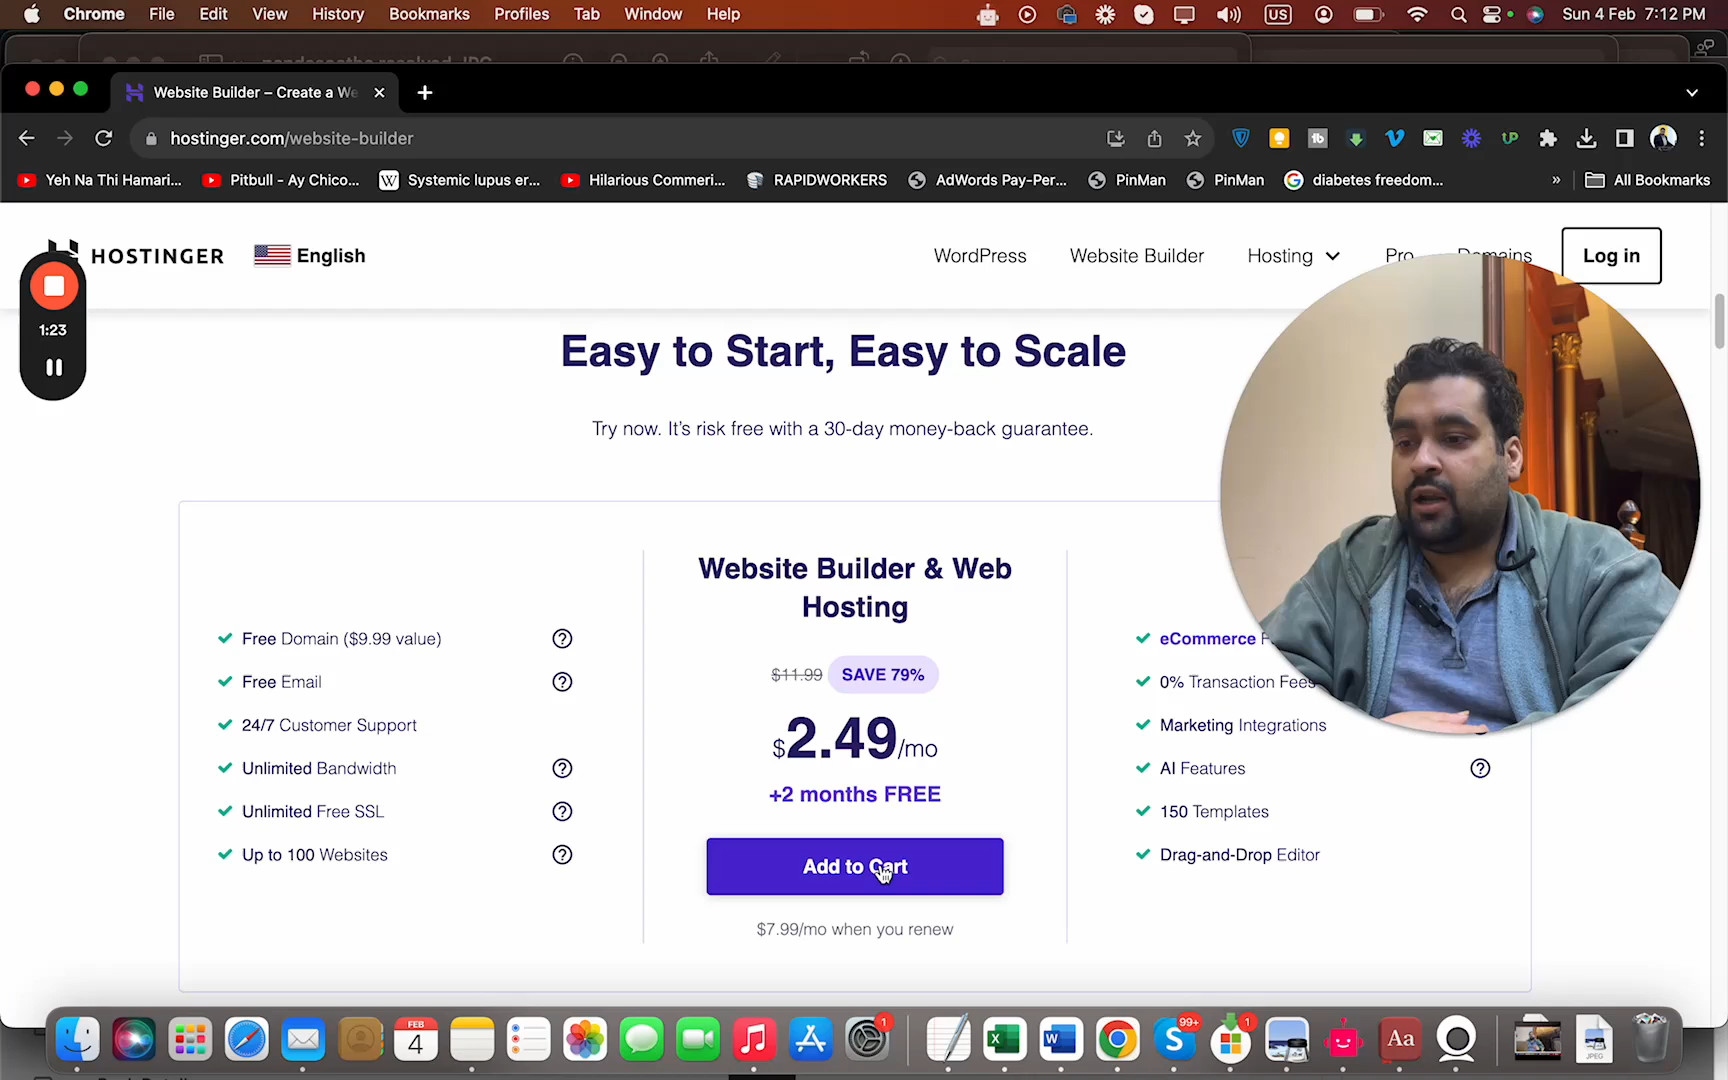 Chrome File Edit View History Bookmarks Profiles Tab Window Help
US
Sun 4 Feb 7:12 PM
Website Builder – Create a We
hostinger.com/website-builder
Yeh Na Thi Hamari...
Pitbull - Ay Chico...
Systemic lupus er...
Hilarious Commeri...
RAPIDWORKERS
AdWords Pay-Per...
PinMan
PinMan
diabetes freedom...
»
All Bookmarks
HOSTINGER
English
WordPress
Website Builder
Hosting
Pro
Domains
Log in
1:23
Easy to Start, Easy to Scale
Try now. It's risk free with a 30-day money-back guarantee.
Free Domain ($9.99 value)
Free Email
24/7 Customer Support
Unlimited Bandwidth
Unlimited Free SSL
Up to 100 Websites
Website Builder & Web
Hosting
$11.99 SAVE 79%
$2.49/mo
+2 months FREE
Add to Cart
$7.99/mo when you renew
eCommerce
0% Transaction Fees
Marketing Integrations
AI Features
150 Templates
Drag-and-Drop Editor
FEB
4
1
99+
1
Aa
JPEG